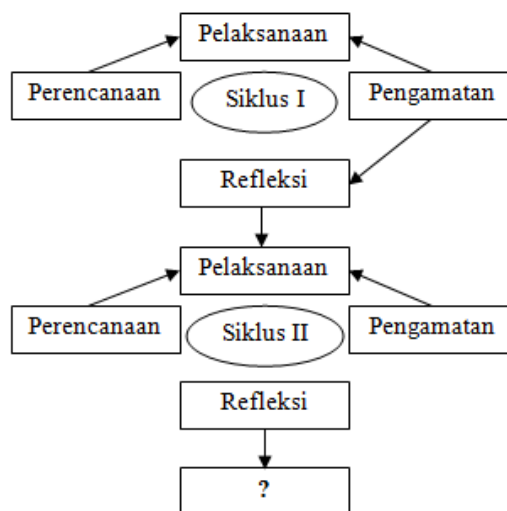 Pelaksanaan
Perencanaan
Siklus I
Pengamatan
Refleksi
Pelaksanaan
Perencanaan
Siklus II
Pengamatan
Refleksi
?